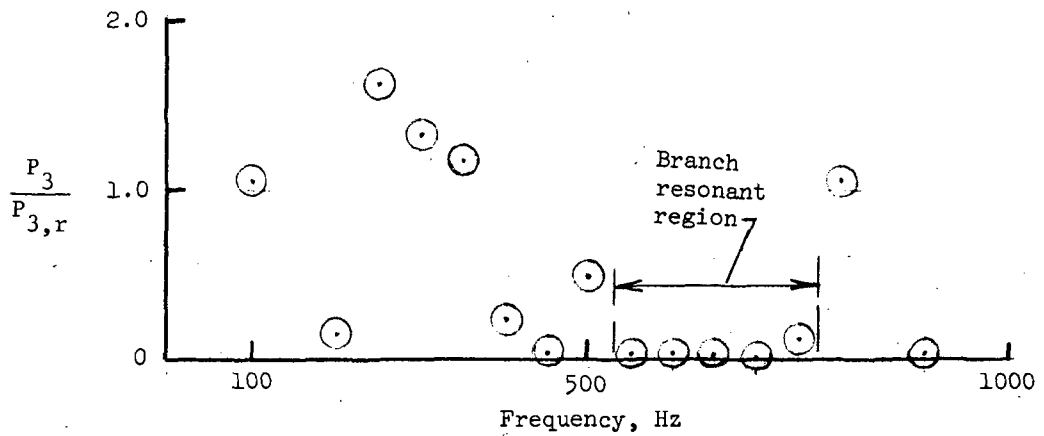 2.0
P3
P3,r
1.0
0
Branch
resonant
region
100
500
1000
Frequency, Hz